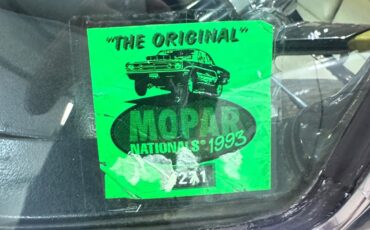 "THE ORIGINAL"
MOPAR
NATIONALS® 1993